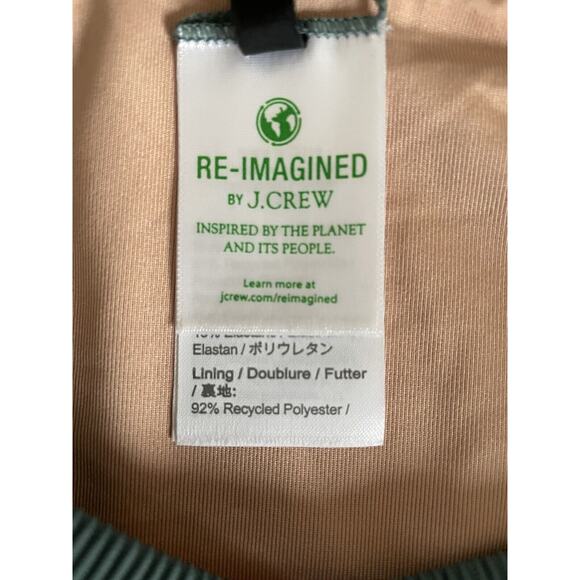 RE-IMAGINED
BY J.CREW
INSPIRED BY THE PLANET
AND ITS PEOPLE.
Learn more at
jcrew.com/reimagined
Elastan / ポリウレタン
Lining / Doublure / Futter
/ 裏地:
92% Recycled Polyester /